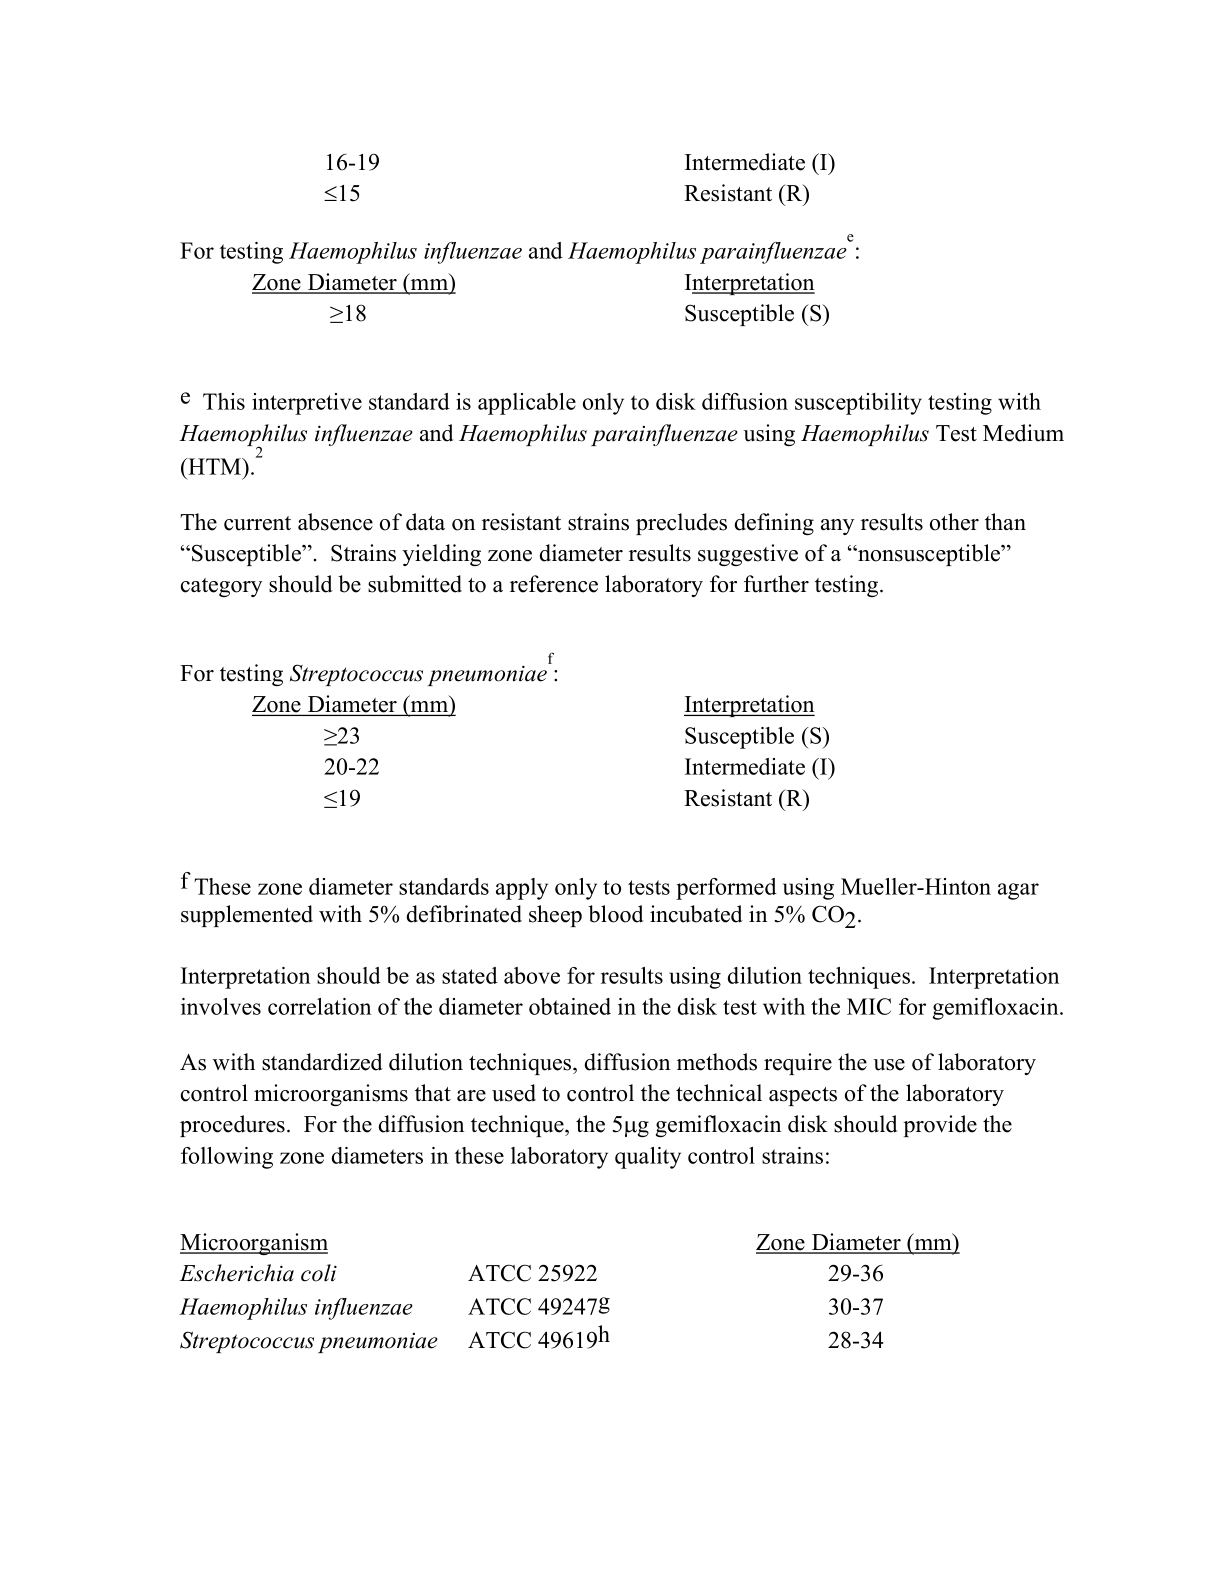 16-19 Intermediate (I)
≤15 Resistant (R)
For testing Haemophilus influenzae and Haemophilus parainfluenzae e:
Zone Diameter (mm) Interpretation
≥18 Susceptible (S)
e This interpretive standard is applicable only to disk diffusion susceptibility testing with
Haemophilus influenzae and Haemophilus parainfluenzae using Haemophilus Test Medium
(HTM).2
The current absence of data on resistant strains precludes defining any results other than
“Susceptible”.  Strains yielding zone diameter results suggestive of a “nonsusceptible”
category should be submitted to a reference laboratory for further testing.
For testing Streptococcus pneumoniae f:
Zone Diameter (mm) Interpretation
≥23 Susceptible (S)
20-22 Intermediate (I)
≤19 Resistant (R)
f These zone diameter standards apply only to tests performed using Mueller-Hinton agar
supplemented with 5% defibrinated sheep blood incubated in 5% CO2.
Interpretation should be as stated above for results using dilution techniques.  Interpretation
involves correlation of the diameter obtained in the disk test with the MIC for gemifloxacin.
As with standardized dilution techniques, diffusion methods require the use of laboratory
control microorganisms that are used to control the technical aspects of the laboratory
procedures.  For the diffusion technique, the 5µg gemifloxacin disk should provide the
following zone diameters in these laboratory quality control strains:
Microorganism Zone Diameter (mm)
Escherichia coli ATCC 25922 29-36
Haemophilus influenzae ATCC 49247g 30-37
Streptococcus pneumoniae ATCC 49619h 28-34